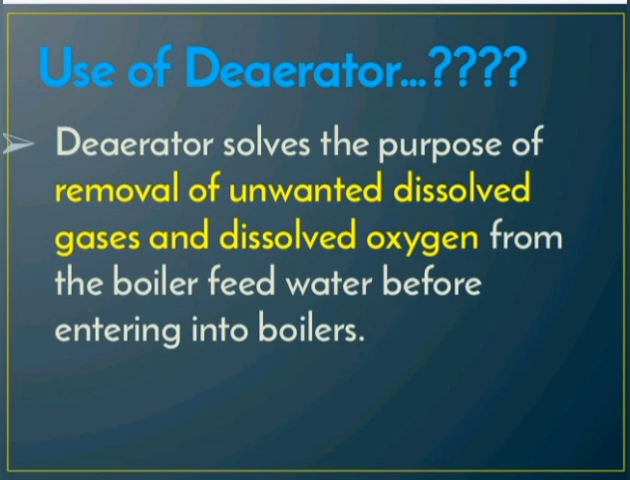 Use of Deaerator...????
➢ Deaerator solves the purpose of
removal of unwanted dissolved
gases and dissolved oxygen from
the boiler feed water before
entering into boilers.